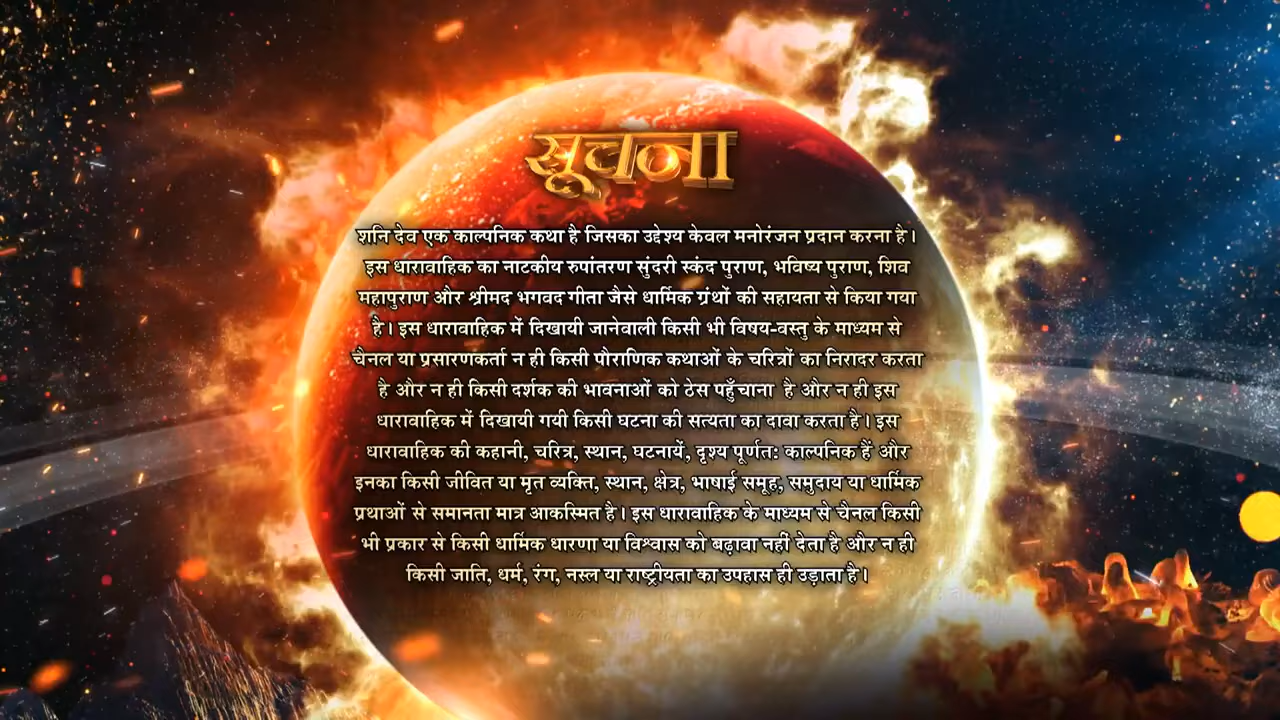 सूचना
शनि देव एक काल्पनिक कथा है जिसका उद्देश्य केवल मनोरंजन प्रदान करना है।
इस धारावाहिक का नाटकीय रुपांतरण सुंदरी स्कंद पुराण, भविष्य पुराण, शिव
महापुराण और श्रीमद भगवद गीता जैसे धार्मिक ग्रंथों की सहायता से किया गया
है। इस धारावाहिक में दिखायी जानेवाली किसी भी विषय-वस्तु के माध्यम से
चैनल या प्रसारणकर्ता न ही किसी पौराणिक कथाओं के चरित्रों का निरादर करता
है और न ही किसी दर्शक की भावनाओं को ठेस पहुँचाना है और न ही इस
धारावाहिक में दिखायी गयी किसी घटना की सत्यता का दावा करता है। इस
धारावाहिक की कहानी, चरित्र, स्थान, घटनायें, दृश्य पूर्णत: काल्पनिक हैं और
इनका किसी जीवित या मृत व्यक्ति, स्थान, क्षेत्र, भाषाई समूह, समुदाय या धार्मिक
प्रथाओं से समानता मात्र आकस्मित है। इस धारावाहिक के माध्यम से चैनल किसी
भी प्रकार से किसी धार्मिक धारणा या विश्वास को बढ़ावा नहीं देता है और न ही
किसी जाति, धर्म, रंग, नस्ल या राष्ट्रीयता का उपहास ही उड़ाता है।